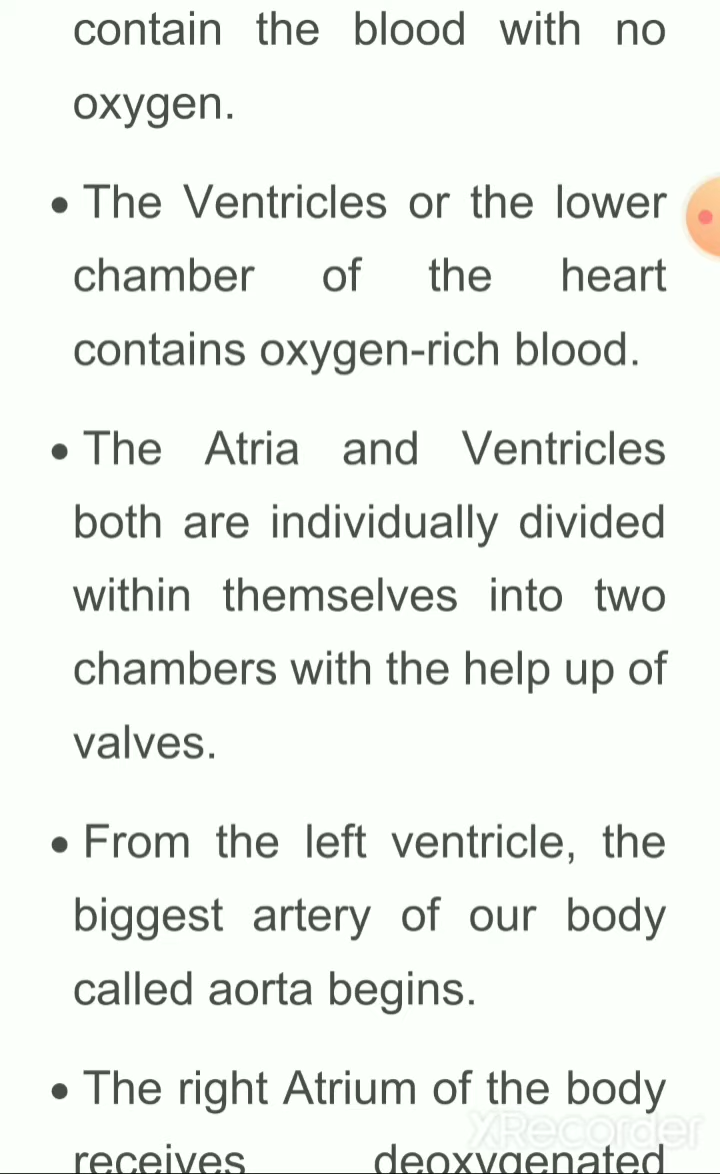 contain the blood with no
oxygen.
• The Ventricles or the lower
chamber of the heart
contains oxygen-rich blood.
• The Atria and Ventricles
both are individually divided
within themselves into two
chambers with the help up of
valves.
• From the left ventricle, the
biggest artery of our body
called aorta begins.
• The right Atrium of the body
XRecorder
receives deoxygenated